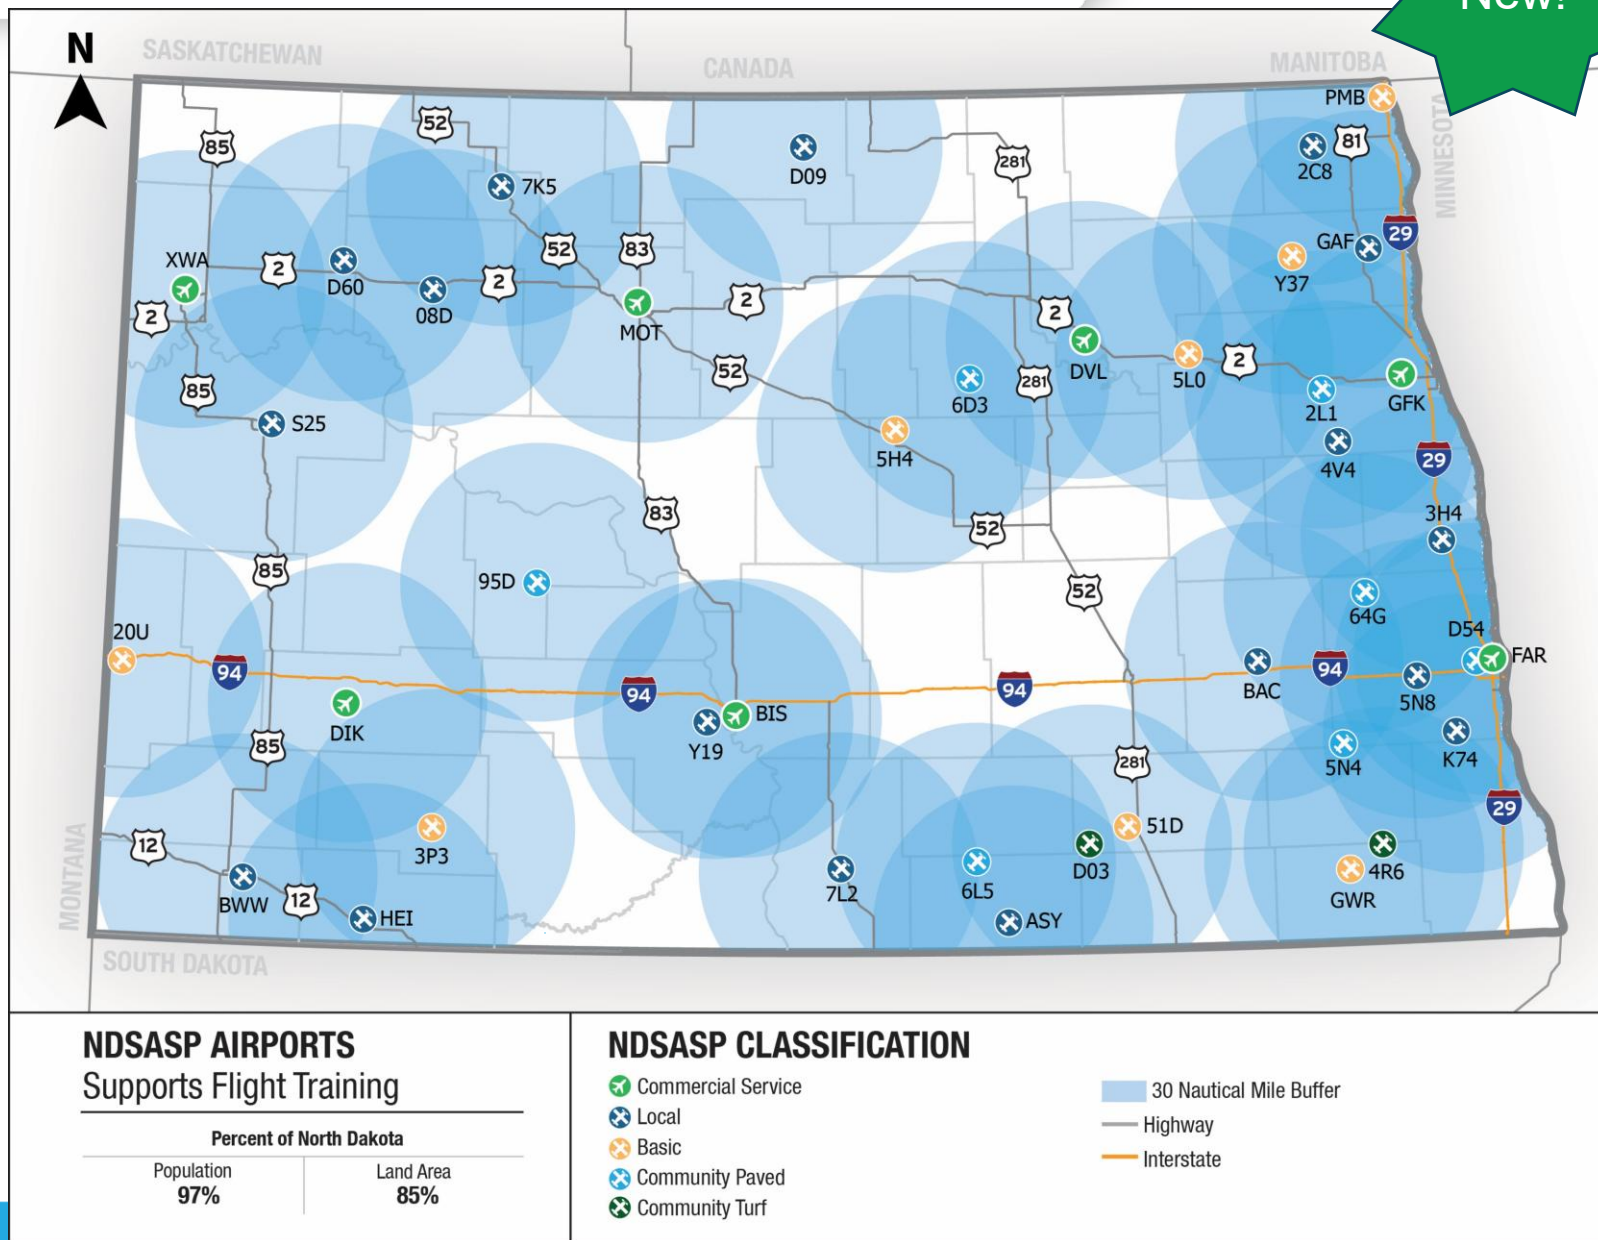 New!
N
SASKATCHEWAN
CANADA
MANITOBA
MINNESOTA
PMB
52
85
81
281
2C8
D09
7K5
29
GAF
52
83
XWA
2
D60
2
Y37
08D
2
2
2
MOT
DVL
5L0
2
GFK
52
281
6D3
85
2L1
S25
5H4
4V4
29
83
3H4
52
85
95D
52
64G
20U
D54
FAR
94
94
94
94
BAC
5N8
DIK
BIS
Y19
85
281
5N4
K74
29
51D
12
3P3
D03
4R6
7L2
6L5
GWR
BWW
12
HEI
ASY
MONTANA
SOUTH DAKOTA
NDSASP AIRPORTS
Supports Flight Training
Percent of North Dakota
Population
Land Area
97%
85%
NDSASP CLASSIFICATION
Commercial Service
Local
Basic
Community Paved
Community Turf
30 Nautical Mile Buffer
Highway
Interstate